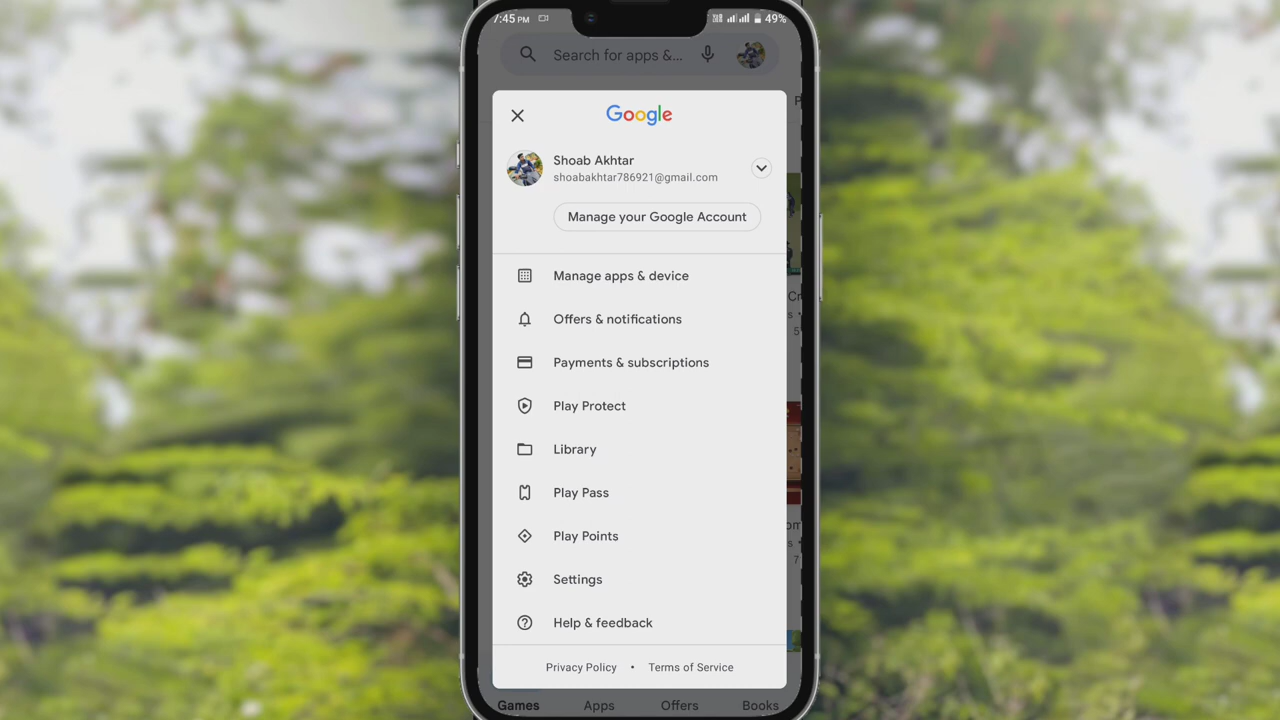 7:45 PM
49%
Search for apps &...
Google
Shoab Akhtar
shoabakhtar786921@gmail.com
Manage your Google Account
Manage apps & device
Offers & notifications
Payments & subscriptions
Play Protect
Library
Play Pass
Play Points
Settings
Help & feedback
Privacy Policy • Terms of Service
Games Apps Offers Books